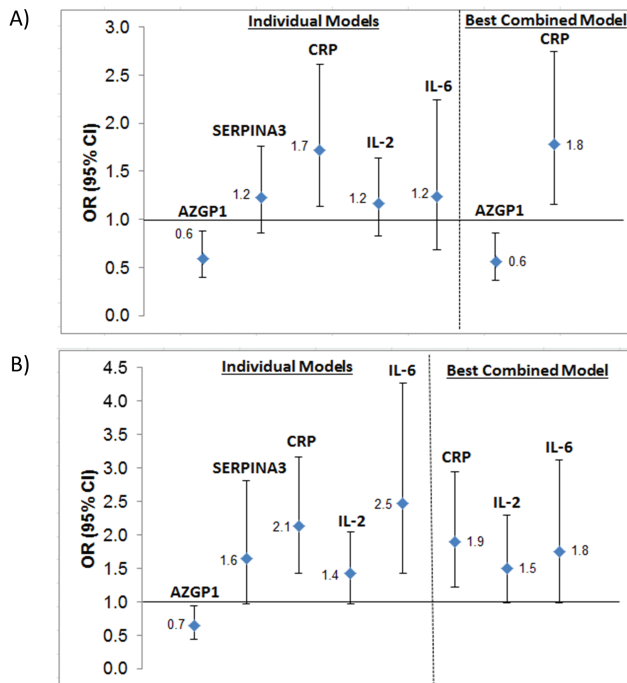 A)
Individual Models
Best Combined Model
3.0
2.5
2.0
1.5
1.0
0.5
0.0
OR (95% CI)
AZGP1
0.6
SERPINA3
1.2
CRP
1.7
IL-2
1.2
IL-6
1.2
AZGP1
0.6
CRP
1.8
B)
Individual Models
Best Combined Model
4.5
4.0
3.5
3.0
2.5
2.0
1.5
1.0
0.5
0.0
OR (95% CI)
AZGP1
0.7
SERPINA3
1.6
CRP
2.1
IL-2
1.4
IL-6
2.5
CRP
1.9
IL-2
1.5
IL-6
1.8